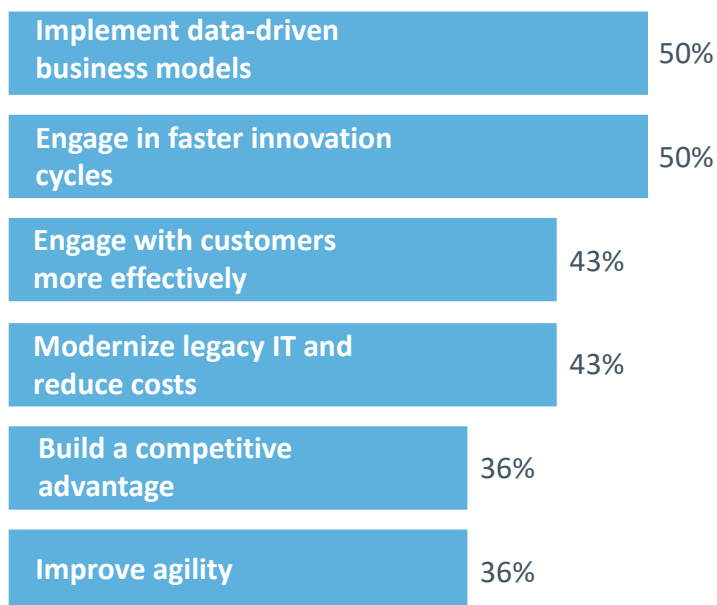 Implement data-driven
business models
50%
Engage in faster innovation
cycles
50%
Engage with customers
more effectively
43%
Modernize legacy IT and
reduce costs
43%
Build a competitive
advantage
36%
Improve agility
36%